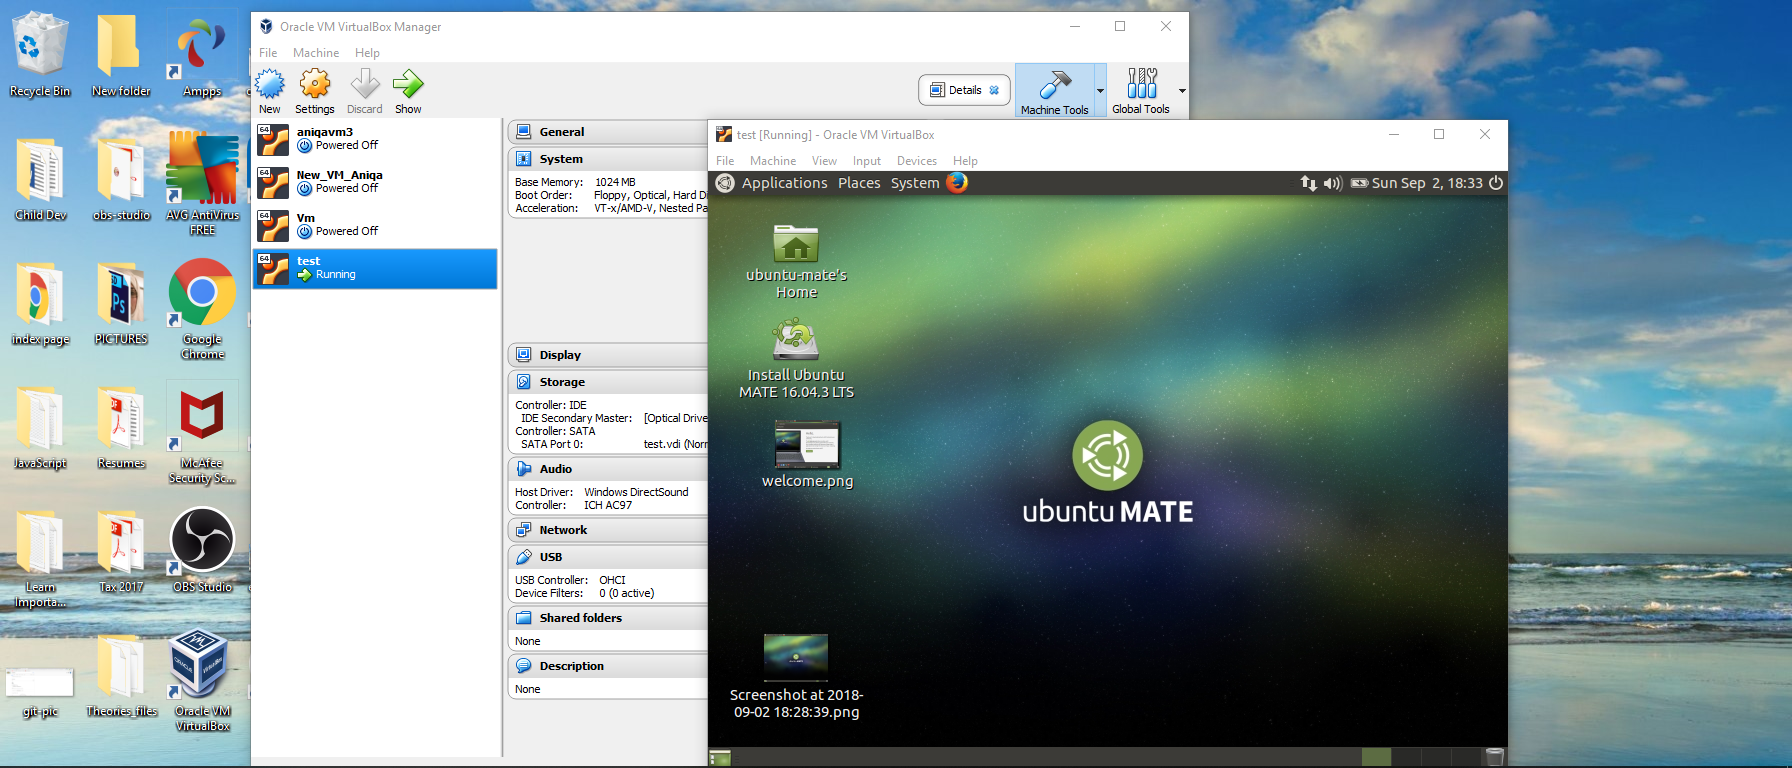 Recycle Bin
New folder
Ampps
Child Dev
obs-studio
AVG AntiVirus
FREE
index page
PICTURES
Google
Chrome
JavaScript
Resumes
McAfee
Security Sc...
Learn
Importa...
Tax 2017
OBS Studio
git-pic
Theories_files
Oracle VM
VirtualBox
Oracle VM VirtualBox Manager
File Machine Help
New Settings Discard Show
Details
Machine Tools
Global Tools
64 aniqavm3
Powered Off
64 New_VM_Aniqa
Powered Off
64 Vm
Powered Off
64 test
Running
General
System
Base Memory: 1024 MB
Boot Order: Floppy, Optical, Hard Di
Acceleration: VT-x/AMD-V, Nested Pa
Display
Storage
Controller: IDE
IDE Secondary Master: [Optical Drive
Controller: SATA
SATA Port 0: test.vdi (Norr
Audio
Host Driver: Windows DirectSound
Controller: ICH AC97
Network
USB
USB Controller: OHCI
Device Filters: 0 (0 active)
Shared folders
None
Description
None
test [Running] - Oracle VM VirtualBox
File Machine View Input Devices Help
Applications Places System
Sun Sep 2, 18:33
ubuntu-mate's
Home
Install Ubuntu
MATE 16.04.3 LTS
welcome.png
ubuntu MATE
Screenshot at 2018-
09-02 18:28:39.png